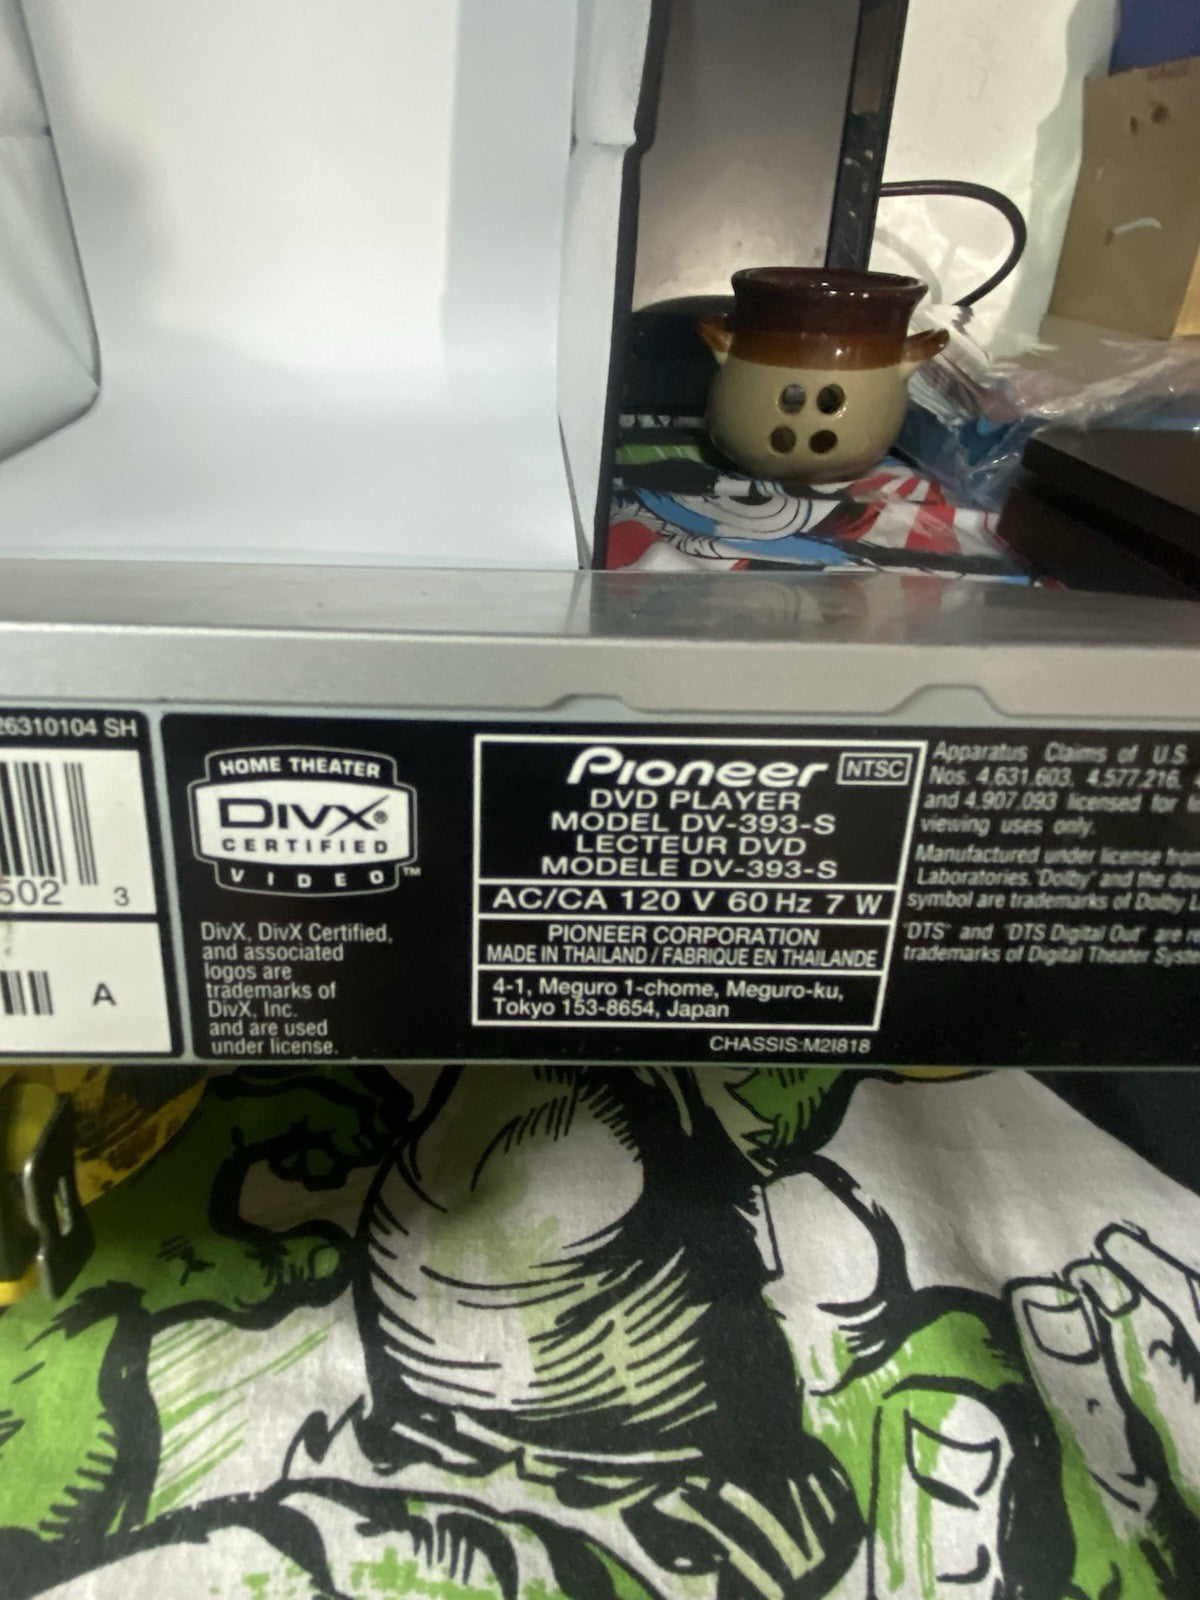 26310104 SH
502 3
A
HOME THEATER
DIVX®
CERTIFIED
VIDEO™
DivX, DivX Certified,
and associated
logos are
trademarks of
DivX, Inc.
and are used
under license.
Pioneer NTSC
DVD PLAYER
MODEL DV-393-S
LECTEUR DVD
MODELE DV-393-S
AC/CA 120 V 60 Hz 7 W
PIONEER CORPORATION
MADE IN THAILAND / FABRIQUE EN THAILANDE
4-1, Meguro 1-chome, Meguro-ku,
Tokyo 153-8654, Japan
CHASSIS:M2I818
Apparatus Claims of U.S.
Nos. 4,631,603, 4,577,216,
and 4,907,093 licensed for
viewing uses only.
Manufactured under license from
Laboratories. "Dolby" and the
symbol are trademarks of Dolby
"DTS" and "DTS Digital Out" are
trademarks of Digital Theater